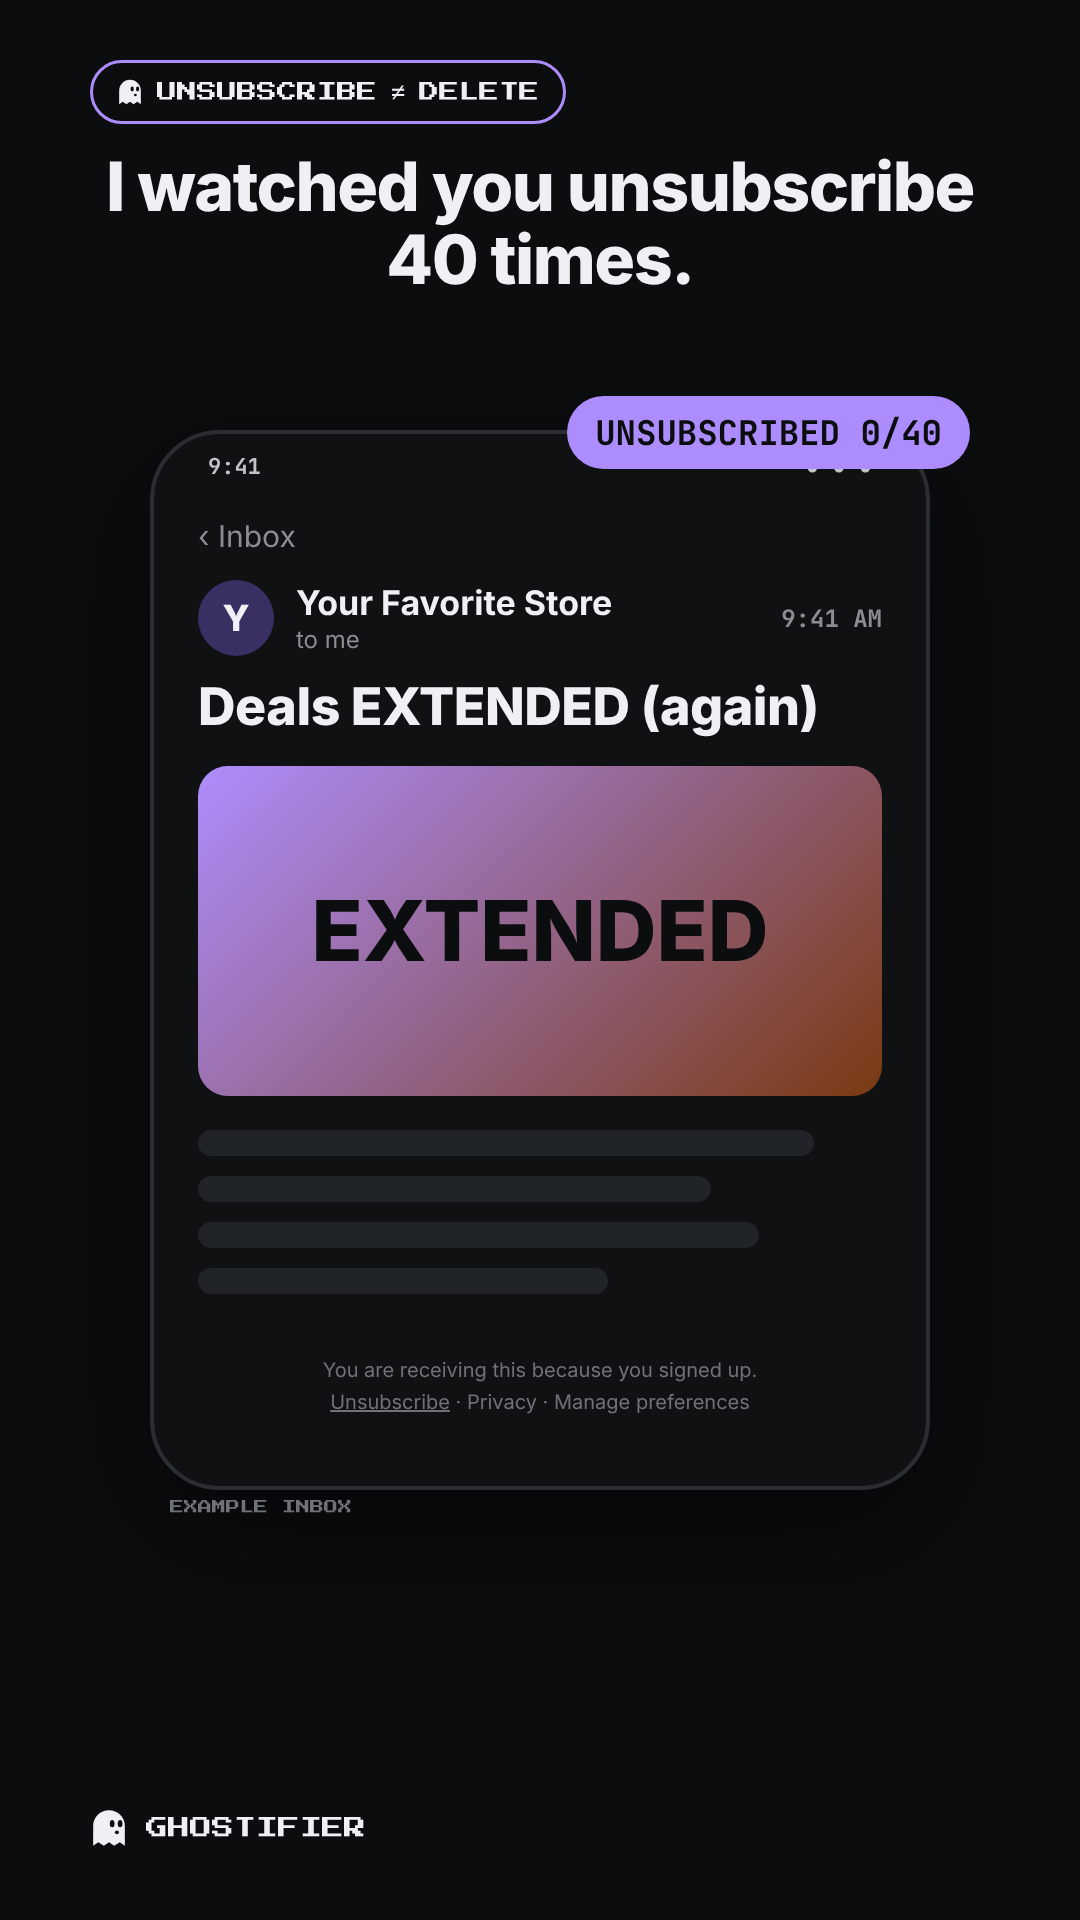 UNSUBSCRIBE ≠ DELETE
I watched you unsubscribe
40 times.
UNSUBSCRIBED 0/40
9:41
‹ Inbox
Y
Your Favorite Store
to me
9:41 AM
Deals EXTENDED (again)
EXTENDED
You are receiving this because you signed up.
Unsubscribe · Privacy · Manage preferences
EXAMPLE INBOX
GHOSTIFIER